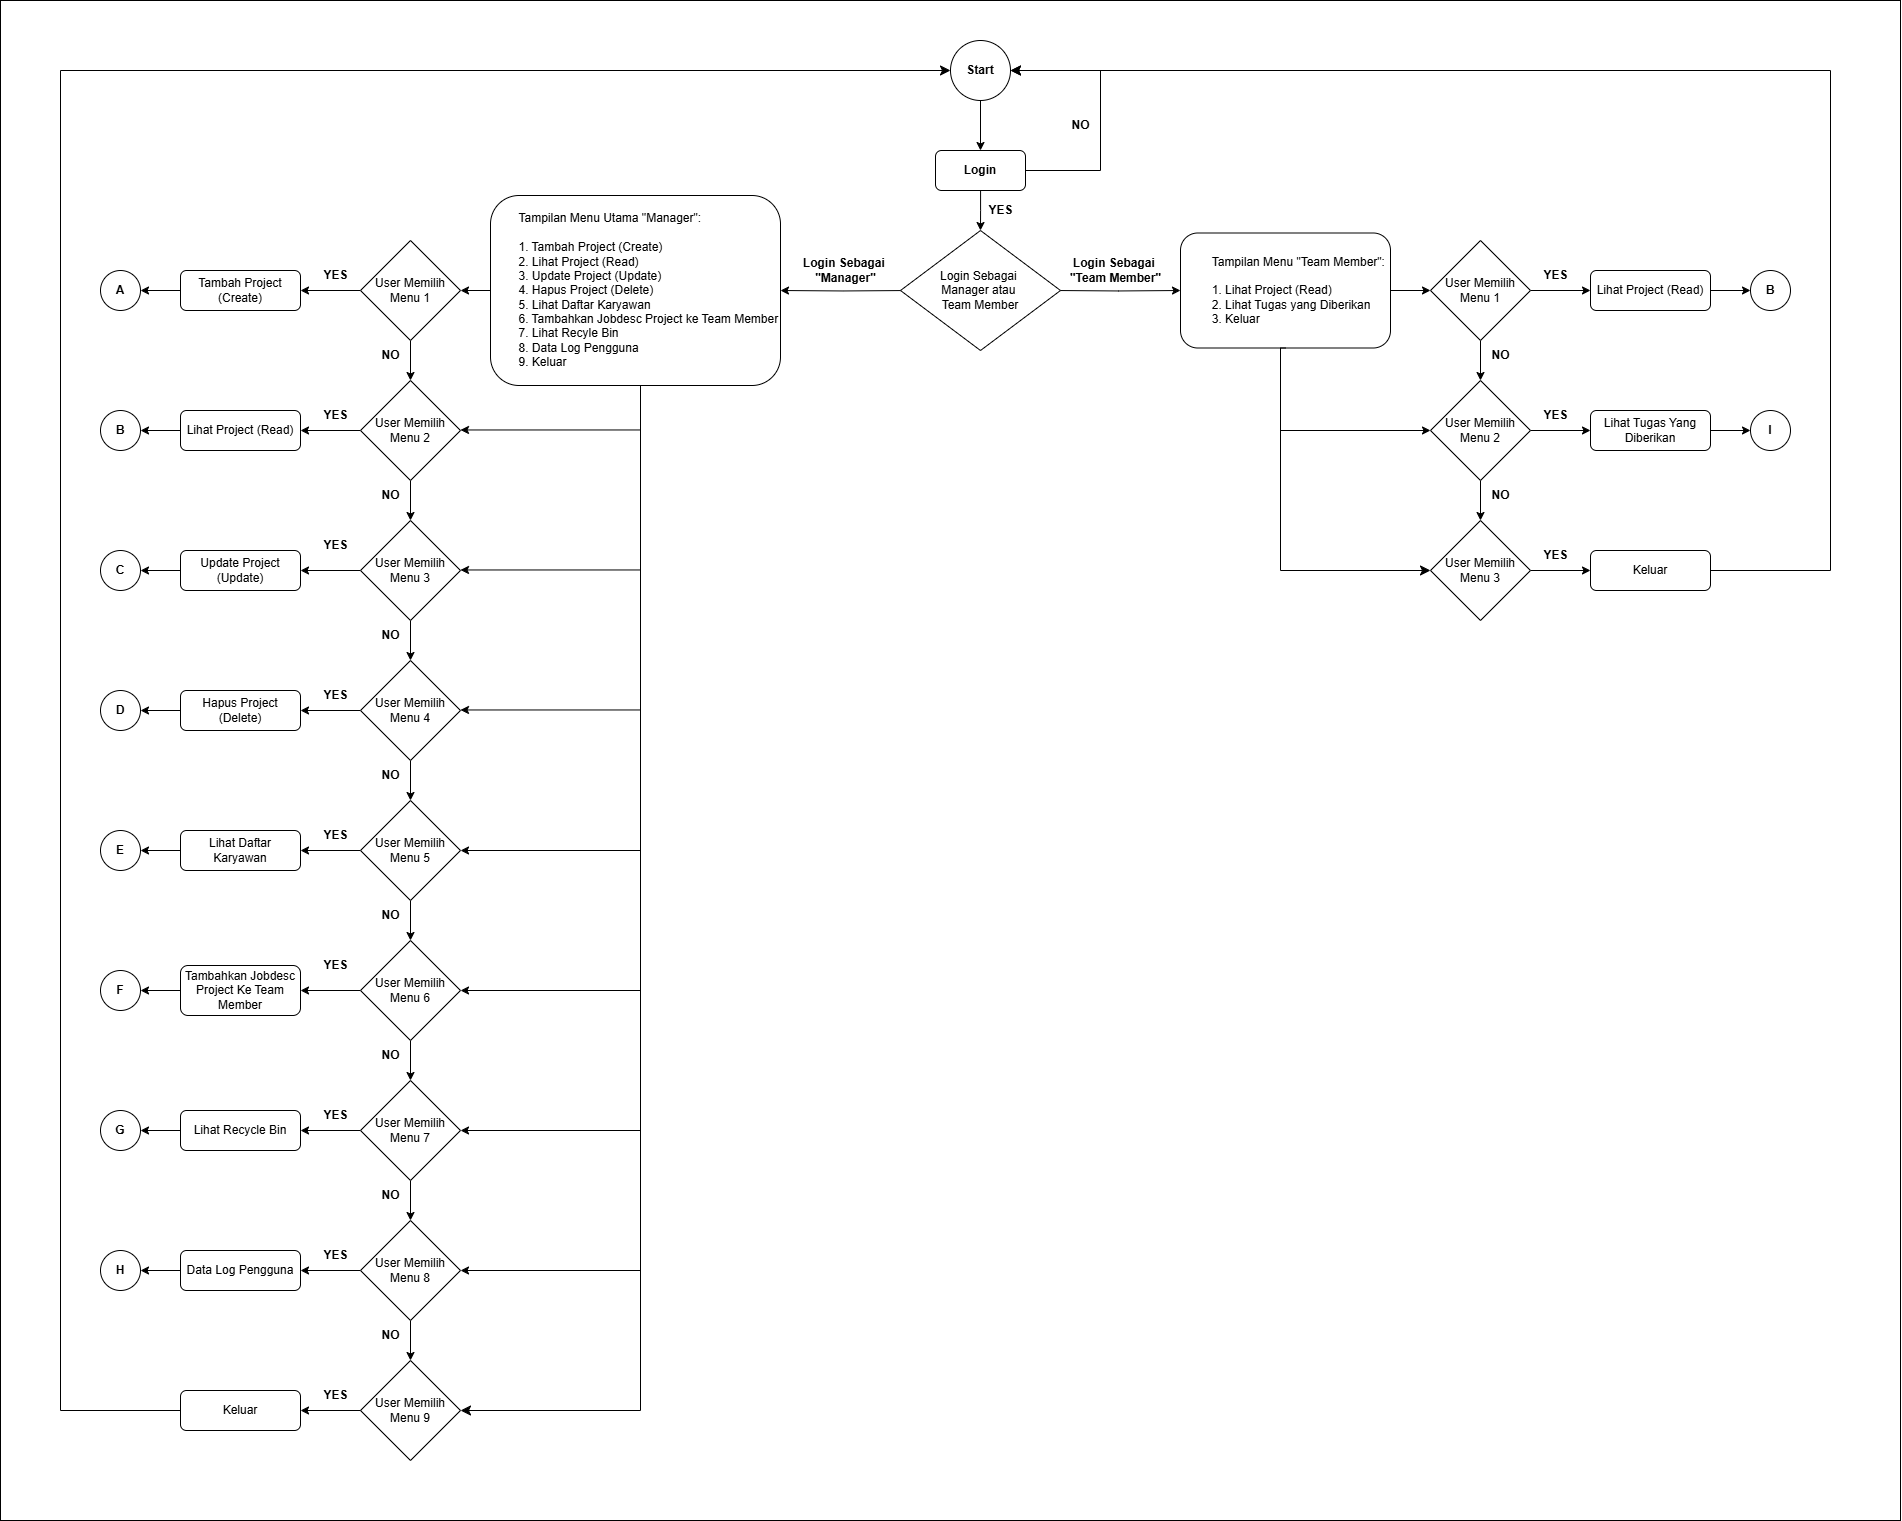 Start
NO
Login
YES
Login Sebagai
Manager atau
Team Member
Login Sebagai
"Manager"
Login Sebagai
"Team Member"
Tampilan Menu Utama "Manager":
1. Tambah Project (Create)
2. Lihat Project (Read)
3. Update Project (Update)
4. Hapus Project (Delete)
5. Lihat Daftar Karyawan
6. Tambahkan Jobdesc Project ke Team Member
7. Lihat Recyle Bin
8. Data Log Pengguna
9. Keluar
User Memilih
Menu 1
YES
Tambah Project
(Create)
A
NO
User Memilih
Menu 2
YES
Lihat Project (Read)
B
NO
User Memilih
Menu 3
YES
Update Project
(Update)
C
NO
User Memilih
Menu 4
YES
Hapus Project
(Delete)
D
NO
User Memilih
Menu 5
YES
Lihat Daftar
Karyawan
E
NO
User Memilih
Menu 6
YES
Tambahkan Jobdesc
Project Ke Team
Member
F
NO
User Memilih
Menu 7
YES
Lihat Recycle Bin
G
NO
User Memilih
Menu 8
YES
Data Log Pengguna
H
NO
User Memilih
Menu 9
YES
Keluar
Tampilan Menu "Team Member":
1. Lihat Project (Read)
2. Lihat Tugas yang Diberikan
3. Keluar
User Memilih
Menu 1
YES
Lihat Project (Read)
B
NO
User Memilih
Menu 2
YES
Lihat Tugas Yang
Diberikan
I
NO
User Memilih
Menu 3
YES
Keluar